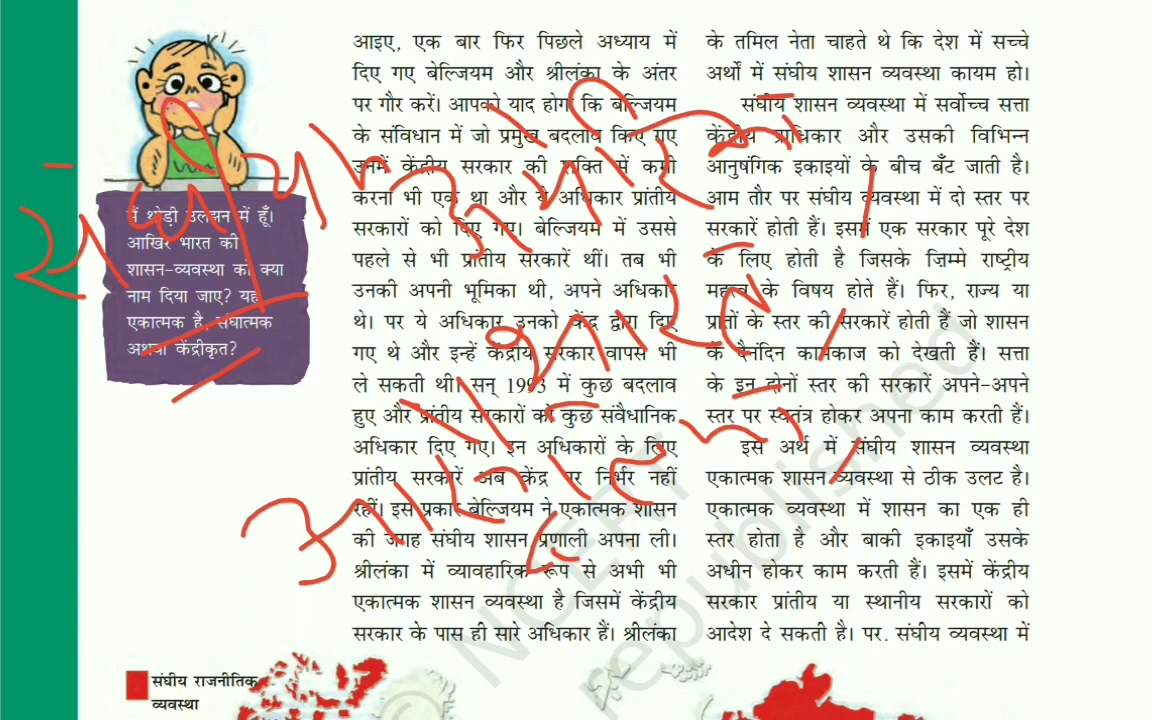 मैं थोड़ी उलझन में हूँ।
आखिर भारत की
शासन-व्यवस्था को क्या
नाम दिया जाए? यह
एकात्मक है, संघात्मक
अथवा केंद्रीकृत?
आइए, एक बार फिर पिछले अध्याय में
दिए गए बेल्जियम और श्रीलंका के अंतर
पर गौर करें। आपको याद होगा कि बेल्जियम
के संविधान में जो प्रमुख बदलाव किए गए
उनमें केंद्रीय सरकार की शक्ति में कमी
करना भी एक था और ये अधिकार प्रांतीय
सरकारों को दिए गए। बेल्जियम में उससे
पहले से भी प्रांतीय सरकारें थीं। तब भी
उनकी अपनी भूमिका थी, अपने अधिकार
थे। पर ये अधिकार उनको केंद्र द्वारा दिए
गए थे और इन्हें केंद्रीय सरकार वापस भी
ले सकती थी। सन् 1993 में कुछ बदलाव
हुए और प्रांतीय सरकारों को कुछ संवैधानिक
अधिकार दिए गए। इन अधिकारों के लिए
प्रांतीय सरकारें अब केंद्र पर निर्भर नहीं
रहीं। इस प्रकार बेल्जियम ने एकात्मक शासन
की जगह संघीय शासन प्रणाली अपना ली।
श्रीलंका में व्यावहारिक रूप से अभी भी
एकात्मक शासन व्यवस्था है जिसमें केंद्रीय
सरकार के पास ही सारे अधिकार हैं। श्रीलंका
के तमिल नेता चाहते थे कि देश में सच्चे
अर्थों में संघीय शासन व्यवस्था कायम हो।
संघीय शासन व्यवस्था में सर्वोच्च सत्ता
केंद्रीय प्राधिकार और उसकी विभिन्न
आनुषंगिक इकाइयों के बीच बँट जाती है।
आम तौर पर संघीय व्यवस्था में दो स्तर पर
सरकारें होती हैं। इसमें एक सरकार पूरे देश
के लिए होती है जिसके ज़िम्मे राष्ट्रीय
महत्व के विषय होते हैं। फिर, राज्य या
प्रांतों के स्तर की सरकारें होती हैं जो शासन
के दैनंदिन कामकाज को देखती हैं। सत्ता
के इन दोनों स्तर की सरकारें अपने-अपने
स्तर पर स्वतंत्र होकर अपना काम करती हैं।
इस अर्थ में संघीय शासन व्यवस्था
एकात्मक शासन व्यवस्था से ठीक उलट है।
एकात्मक व्यवस्था में शासन का एक ही
स्तर होता है और बाकी इकाइयाँ उसके
अधीन होकर काम करती हैं। इसमें केंद्रीय
सरकार प्रांतीय या स्थानीय सरकारों को
आदेश दे सकती है। पर. संघीय व्यवस्था में
संघीय राजनीतिक
व्यवस्था
© NCERT
republished